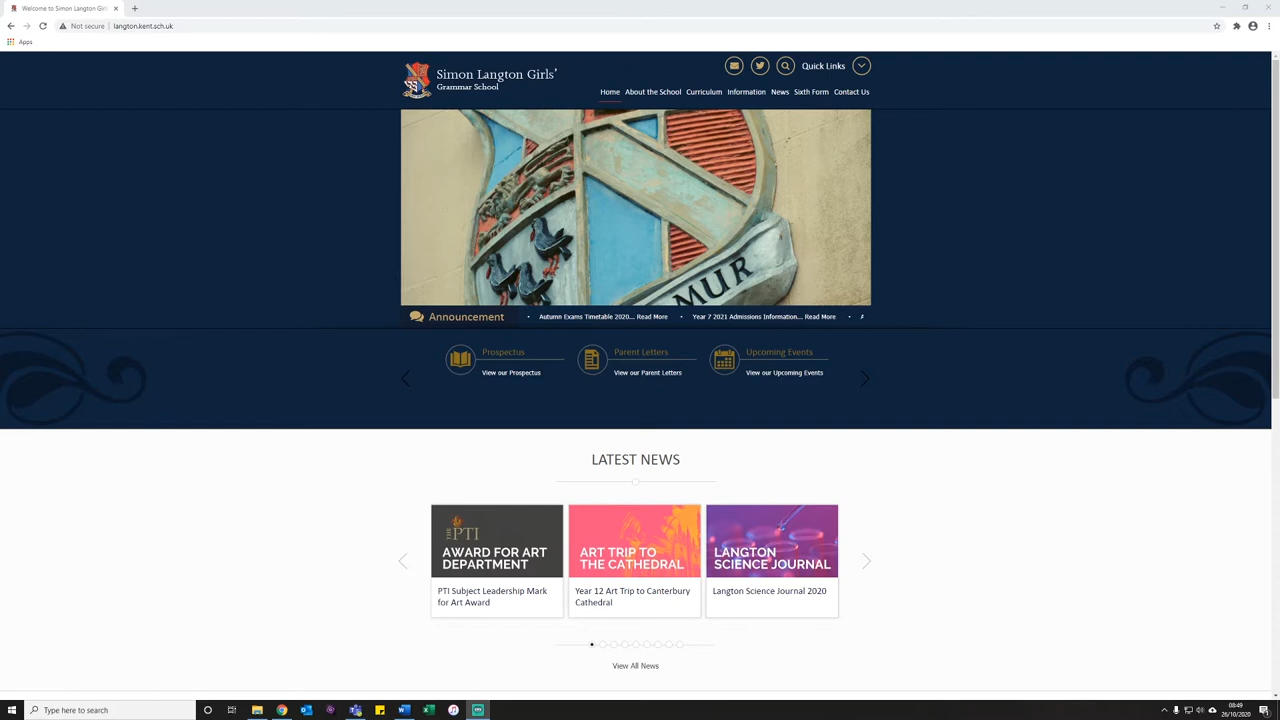 Welcome to Simon Langton Girls'
Not secure | langton.kent.sch.uk
Apps
Simon Langton Girls'
Grammar School
Quick Links
Home About the School Curriculum Information News Sixth Form Contact Us
MUR
Announcement
Autumn Exams Timetable 2020... Read More
Year 7 2021 Admissions Information... Read More
Prospectus
View our Prospectus
Parent Letters
View our Parent Letters
Upcoming Events
View our Upcoming Events
LATEST NEWS
THE PTI
AWARD FOR ART
DEPARTMENT
PTI Subject Leadership Mark
for Art Award
ART TRIP TO
THE CATHEDRAL
Year 12 Art Trip to Canterbury
Cathedral
LANGTON
SCIENCE JOURNAL
Langton Science Journal 2020
View All News
Type here to search
08:49
26/10/2020